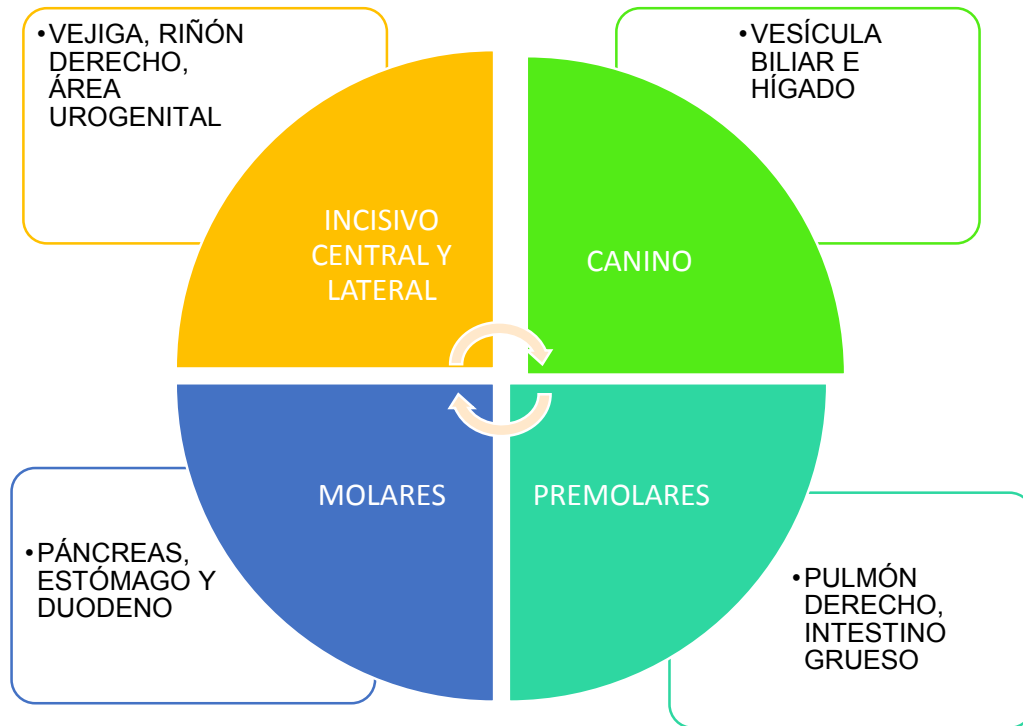 •VEJIGA, RIÑÓN
DERECHO,
ÁREA
UROGENITAL
•VESÍCULA
BILIAR E
HÍGADO
INCISIVO
CENTRAL Y
LATERAL
CANINO
MOLARES
PREMOLARES
•PÁNCREAS,
ESTÓMAGO Y
DUODENO
•PULMÓN
DERECHO,
INTESTINO
GRUESO